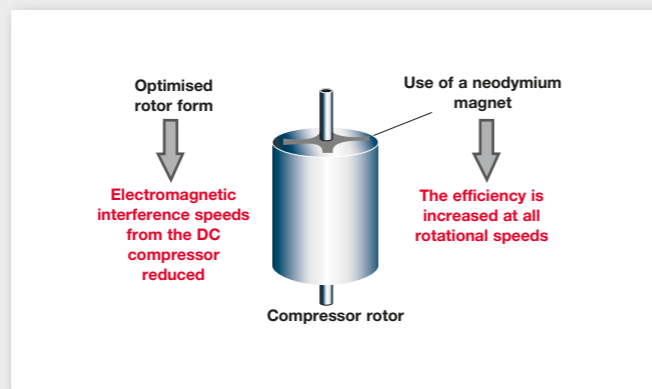 Optimised
rotor form
Use of a neodymium
magnet
Electromagnetic
interference speeds
from the DC
compressor
reduced
The efficiency is
increased at all
rotational speeds
Compressor rotor